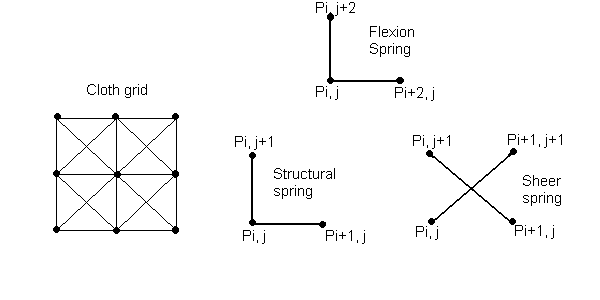 Pi, j+2
Flexion
Spring
Pi, j
Pi+2, j
Cloth grid
Pi, j+1
Structural
spring
Pi, j
Pi+1, j
Pi, j+1
Pi+1, j+1
Sheer
spring
Pi, j
Pi+1, j